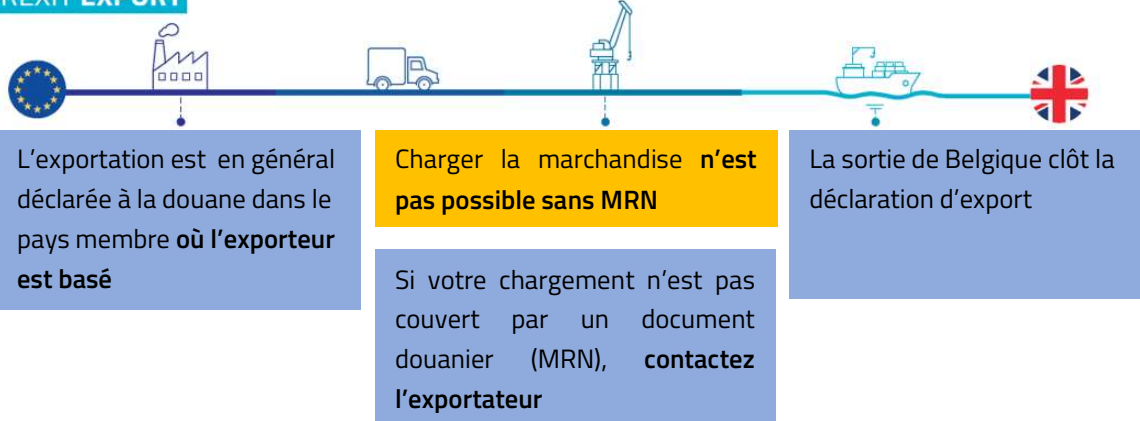 EXPORT
L'exportation est en général
déclarée à la douane dans le
pays membre où l'exporteur
est basé
Charger la marchandise n'est
pas possible sans MRN
Si votre chargement n'est pas
couvert par un document
douanier (MRN), contactez
l'exportateur
La sortie de Belgique clôt la
déclaration d'export